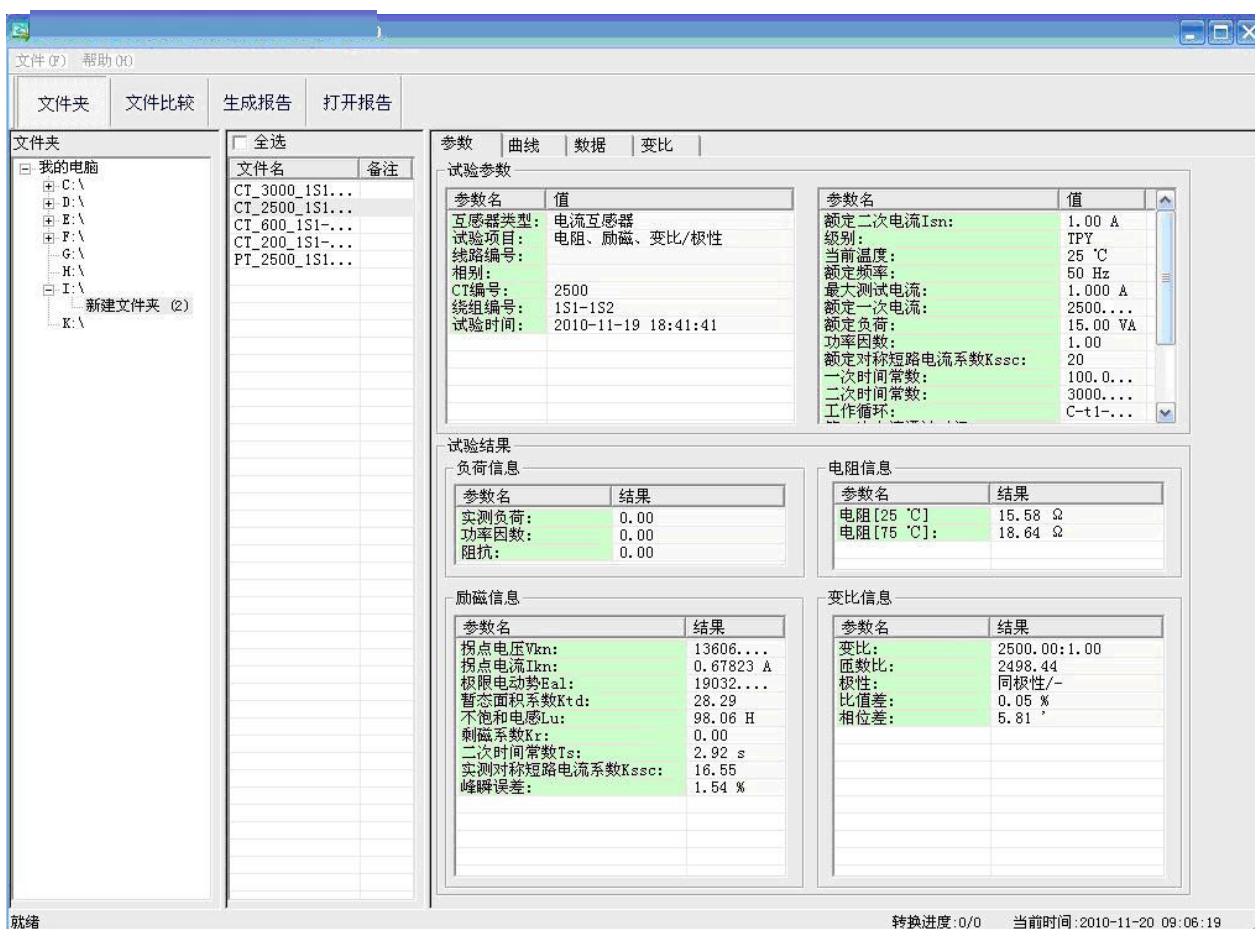 文件(F) 帮助(H)
文件夹 文件比较 生成报告 打开报告
文件夹
我的电脑
C:\
D:\
E:\
F:\
G:\
H:\
I:\
新建文件夹 (2)
K:\
全选
文件名 备注
CT_3000_1S1...
CT_2500_1S1...
CT_600_1S1-...
CT_200_1S1-...
PT_2500_1S1...
参数 曲线 数据 变比
试验参数
参数名 值
互感器类型: 电流互感器
试验项目: 电阻、励磁、变比/极性
线路编号:
相别:
CT编号: 2500
绕组编号: 1S1-1S2
试验时间: 2010-11-19 18:41:41
参数名 值
额定二次电流Isn: 1.00 A
级别: TPY
当前温度: 25 ℃
额定频率: 50 Hz
最大测试电流: 1.000 A
额定一次电流: 2500....
额定负荷: 15.00 VA
功率因数: 1.00
额定对称短路电流系数Kssc: 20
一次时间常数: 100.0...
二次时间常数: 3000....
工作循环: C-t1-...
试验结果
负荷信息
参数名 结果
实测负荷: 0.00
功率因数: 0.00
阻抗: 0.00
电阻信息
参数名 结果
电阻[25 ℃] 15.58 Ω
电阻[75 ℃]: 18.64 Ω
励磁信息
参数名 结果
拐点电压Vkn: 13606....
拐点电流Ikn: 0.67823 A
极限电动势Eal: 19032....
暂态面积系数Ktd: 28.29
不饱和电感Lu: 98.06 H
剩磁系数Kr: 0.00
二次时间常数Ts: 2.92 s
实测对称短路电流系数Kssc: 16.55
峰瞬误差: 1.54 %
变比信息
参数名 结果
变比: 2500.00:1.00
匝数比: 2498.44
极性: 同极性/-
比值差: 0.05 %
相位差: 5.81 '
就绪
转换进度:0/0 当前时间:2010-11-20 09:06:19